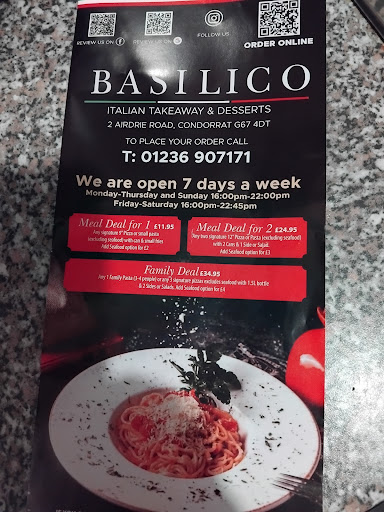 REVIEW US ON
REVIEW US ON
FOLLOW US
ORDER ONLINE
BASILICO
ITALIAN TAKEAWAY & DESSERTS
2 AIRDRIE ROAD, CONDORRAT G67 4DT
TO PLACE YOUR ORDER CALL
T: 01236 907171
We are open 7 days a week
Monday-Thursday and Sunday 16:00pm-22:00pm
Friday-Saturday 16:00pm-22:45pm
Meal Deal for 1 £11.95
Any signature 9" Pizza or Small pasta
(excluding seafood) with can & small fries
Add Seafood option for £2
Meal Deal for 2 £24.95
Any two signature 12" Pizza or Pasta (excluding seafood)
with 2 Cans & 1 Side or Salad.
Add Seafood option for £3
Family Deal £34.95
Any 1 Family Pasta (3-4 people) or any 3 signature pizzas excludes seafood with 1.5L bottle
& 2 Sides or Salads. Add Seafood option for £4